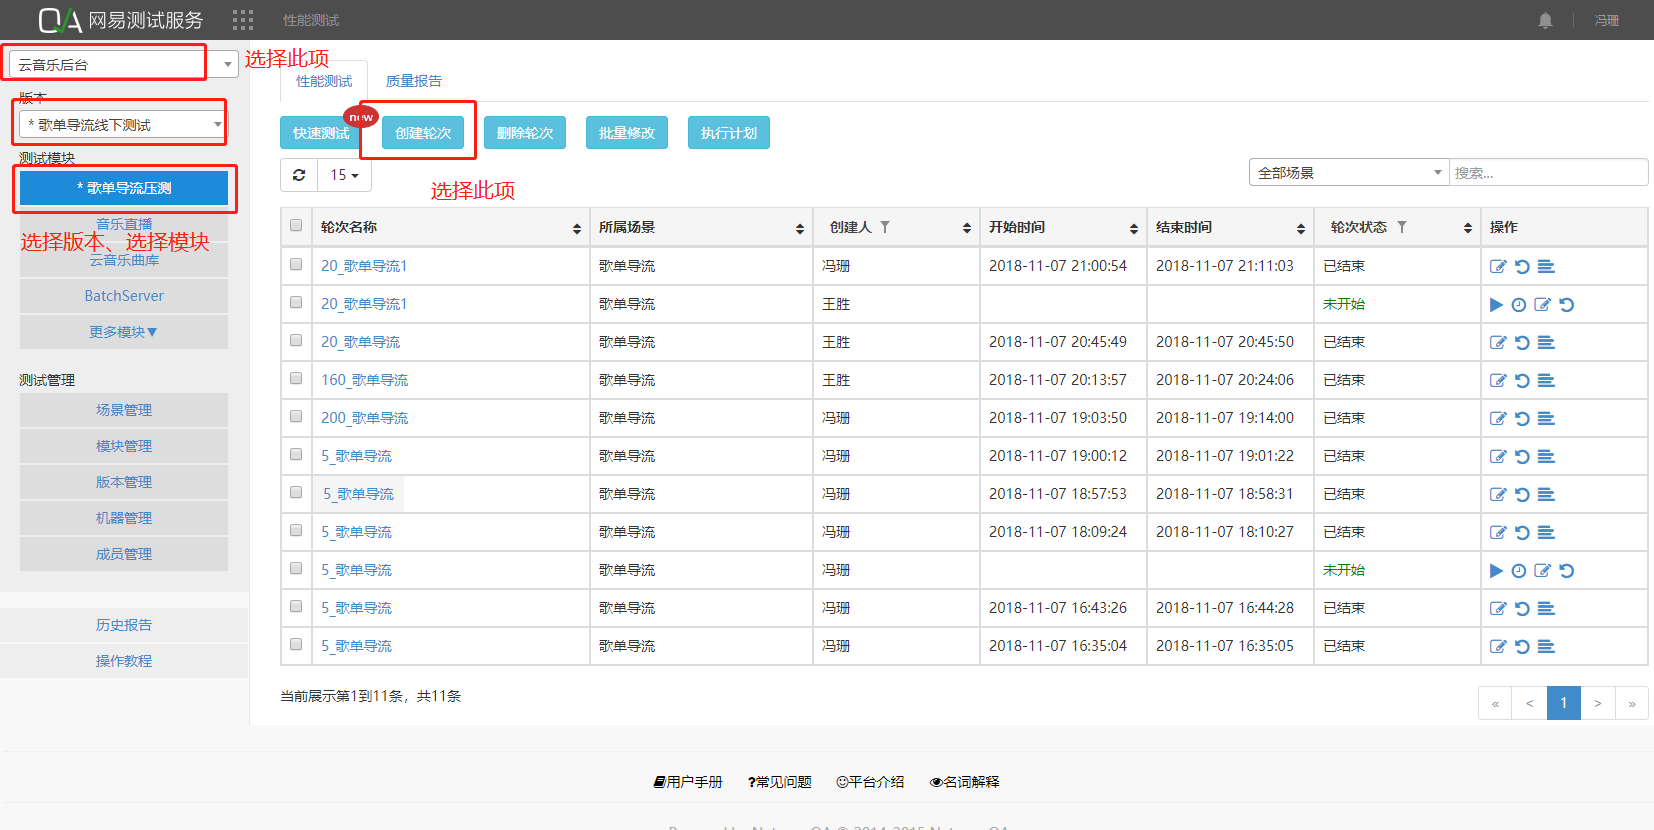 QA 网易测试服务 性能测试 冯珊
云音乐后台
选择此项
版本
* 歌单导流线下测试
测试模块
* 歌单导流压测
音乐直播
选择版本、选择模块
云音乐曲库
BatchServer
更多模块▼
测试管理
场景管理
模块管理
版本管理
机器管理
成员管理
历史报告
操作教程
性能测试 质量报告
快速测试 new 创建轮次 删除轮次 批量修改 执行计划
15 全部场景 搜索...
选择此项
轮次名称 所属场景 创建人 开始时间 结束时间 轮次状态 操作
20_歌单导流1 歌单导流 冯珊 2018-11-07 21:00:54 2018-11-07 21:11:03 已结束
20_歌单导流1 歌单导流 王胜 未开始
20_歌单导流 歌单导流 王胜 2018-11-07 20:45:49 2018-11-07 20:45:50 已结束
160_歌单导流 歌单导流 王胜 2018-11-07 20:13:57 2018-11-07 20:24:06 已结束
200_歌单导流 歌单导流 冯珊 2018-11-07 19:03:50 2018-11-07 19:14:00 已结束
5_歌单导流 歌单导流 冯珊 2018-11-07 19:00:12 2018-11-07 19:01:22 已结束
5_歌单导流 歌单导流 冯珊 2018-11-07 18:57:53 2018-11-07 18:58:31 已结束
5_歌单导流 歌单导流 冯珊 2018-11-07 18:09:24 2018-11-07 18:10:27 已结束
5_歌单导流 歌单导流 冯珊 未开始
5_歌单导流 歌单导流 冯珊 2018-11-07 16:43:26 2018-11-07 16:44:28 已结束
5_歌单导流 歌单导流 冯珊 2018-11-07 16:35:04 2018-11-07 16:35:05 已结束
当前展示第1到11条，共11条
« < 1 > »
用户手册 ?常见问题 平台介绍 名词解释